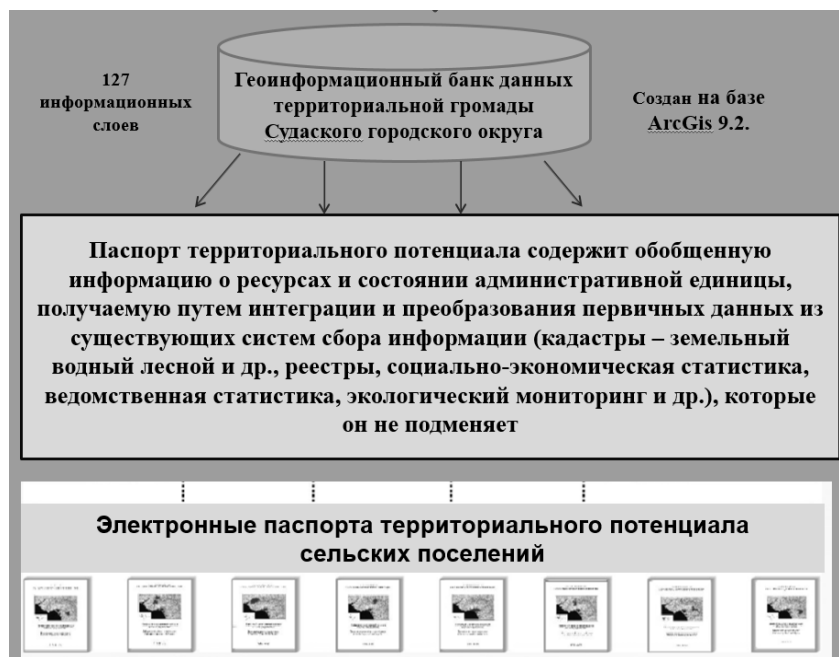 127
информационных
слоев
Геоинформационный банк данных
территориальной громады
Судаского городского округа
Создан на базе
ArcGis 9.2.
Паспорт территориального потенциала содержит обобщенную
информацию о ресурсах и состоянии административной единицы,
получаемую путем интеграции и преобразования первичных данных из
существующих систем сбора информации (кадастры – земельный
водный лесной и др., реестры, социально-экономическая статистика,
ведомственная статистика, экологический мониторинг и др.), которые
он не подменяет
Электронные паспорта территориального потенциала
сельских поселений